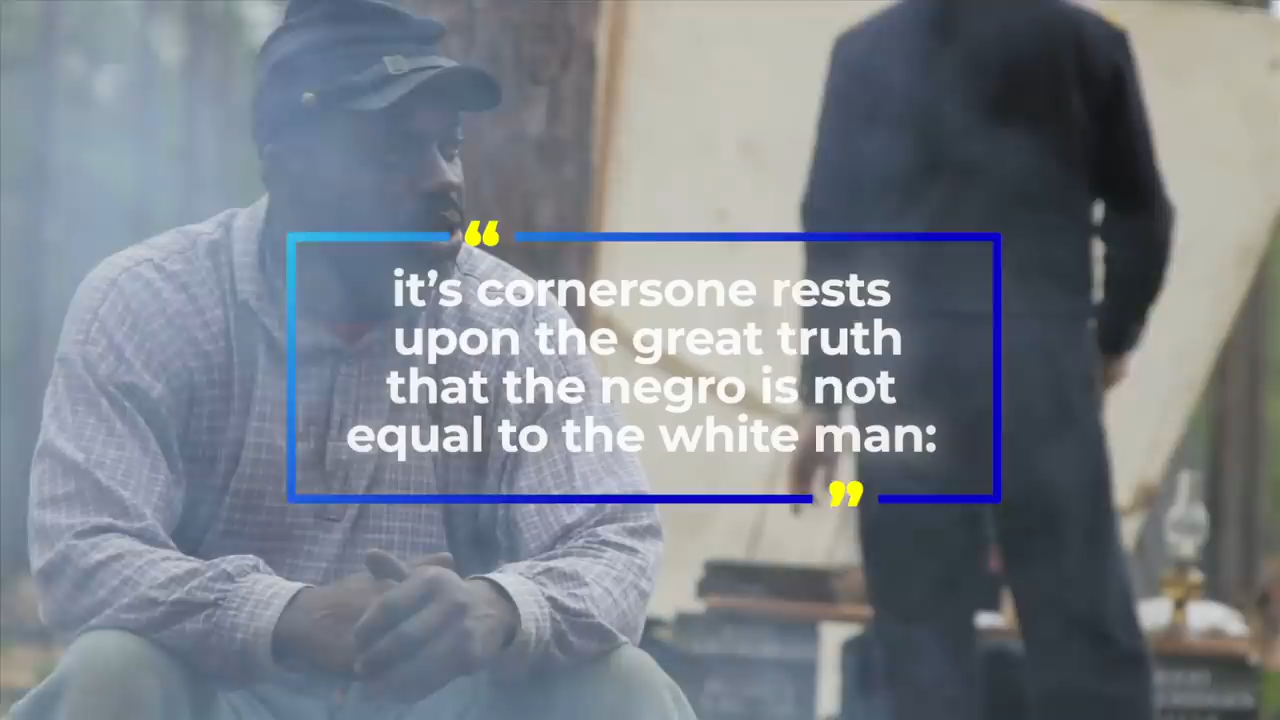 “
it’s cornersone rests
upon the great truth
that the negro is not
equal to the white man:
”